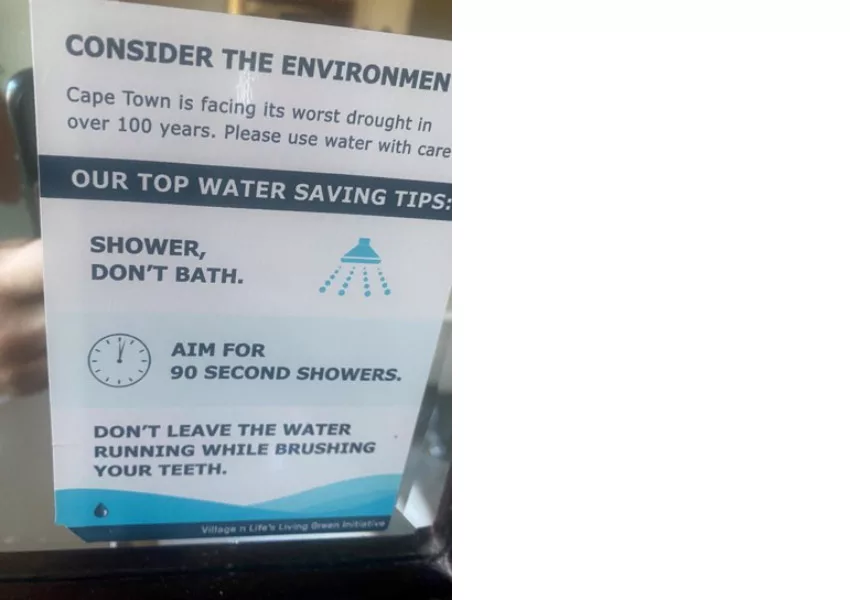 CONSIDER THE ENVIRONMEN
Cape Town is facing its worst drought in
over 100 years. Please use water with care
OUR TOP WATER SAVING TIPS:
SHOWER,
DON'T BATH.
AIM FOR
90 SECOND SHOWERS.
DON'T LEAVE THE WATER
RUNNING WHILE BRUSHING
YOUR TEETH.
Village n Life's Living Green Initiative